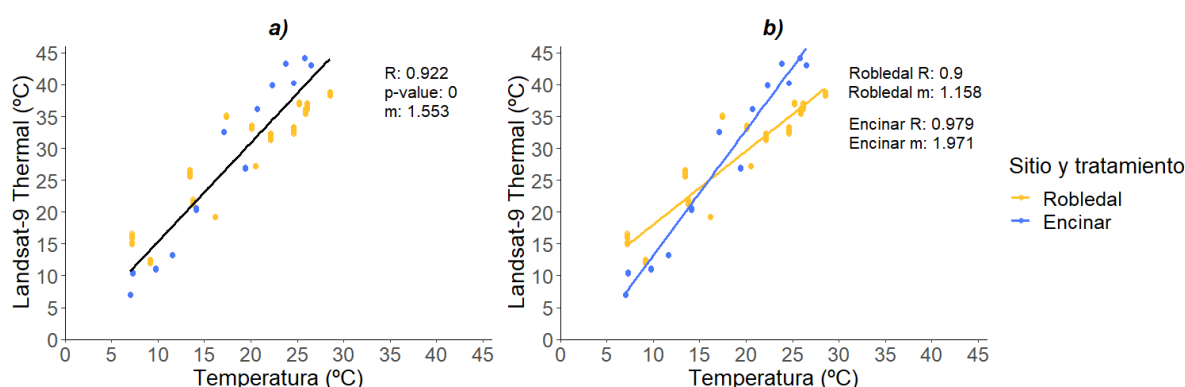 a)
45
40
35
30
25
20
15
10
5
0
Landsat-9 Thermal (ºC)
R: 0.922
p-value: 0
m: 1.553
0 5 10 15 20 25 30 35 40 45
Temperatura (ºC)
b)
45
40
35
30
25
20
15
10
5
0
Landsat-9 Thermal (ºC)
Robledal R: 0.9
Robledal m: 1.158
Encinar R: 0.979
Encinar m: 1.971
0 5 10 15 20 25 30 35 40 45
Temperatura (ºC)
Sitio y tratamiento
Robledal
Encinar